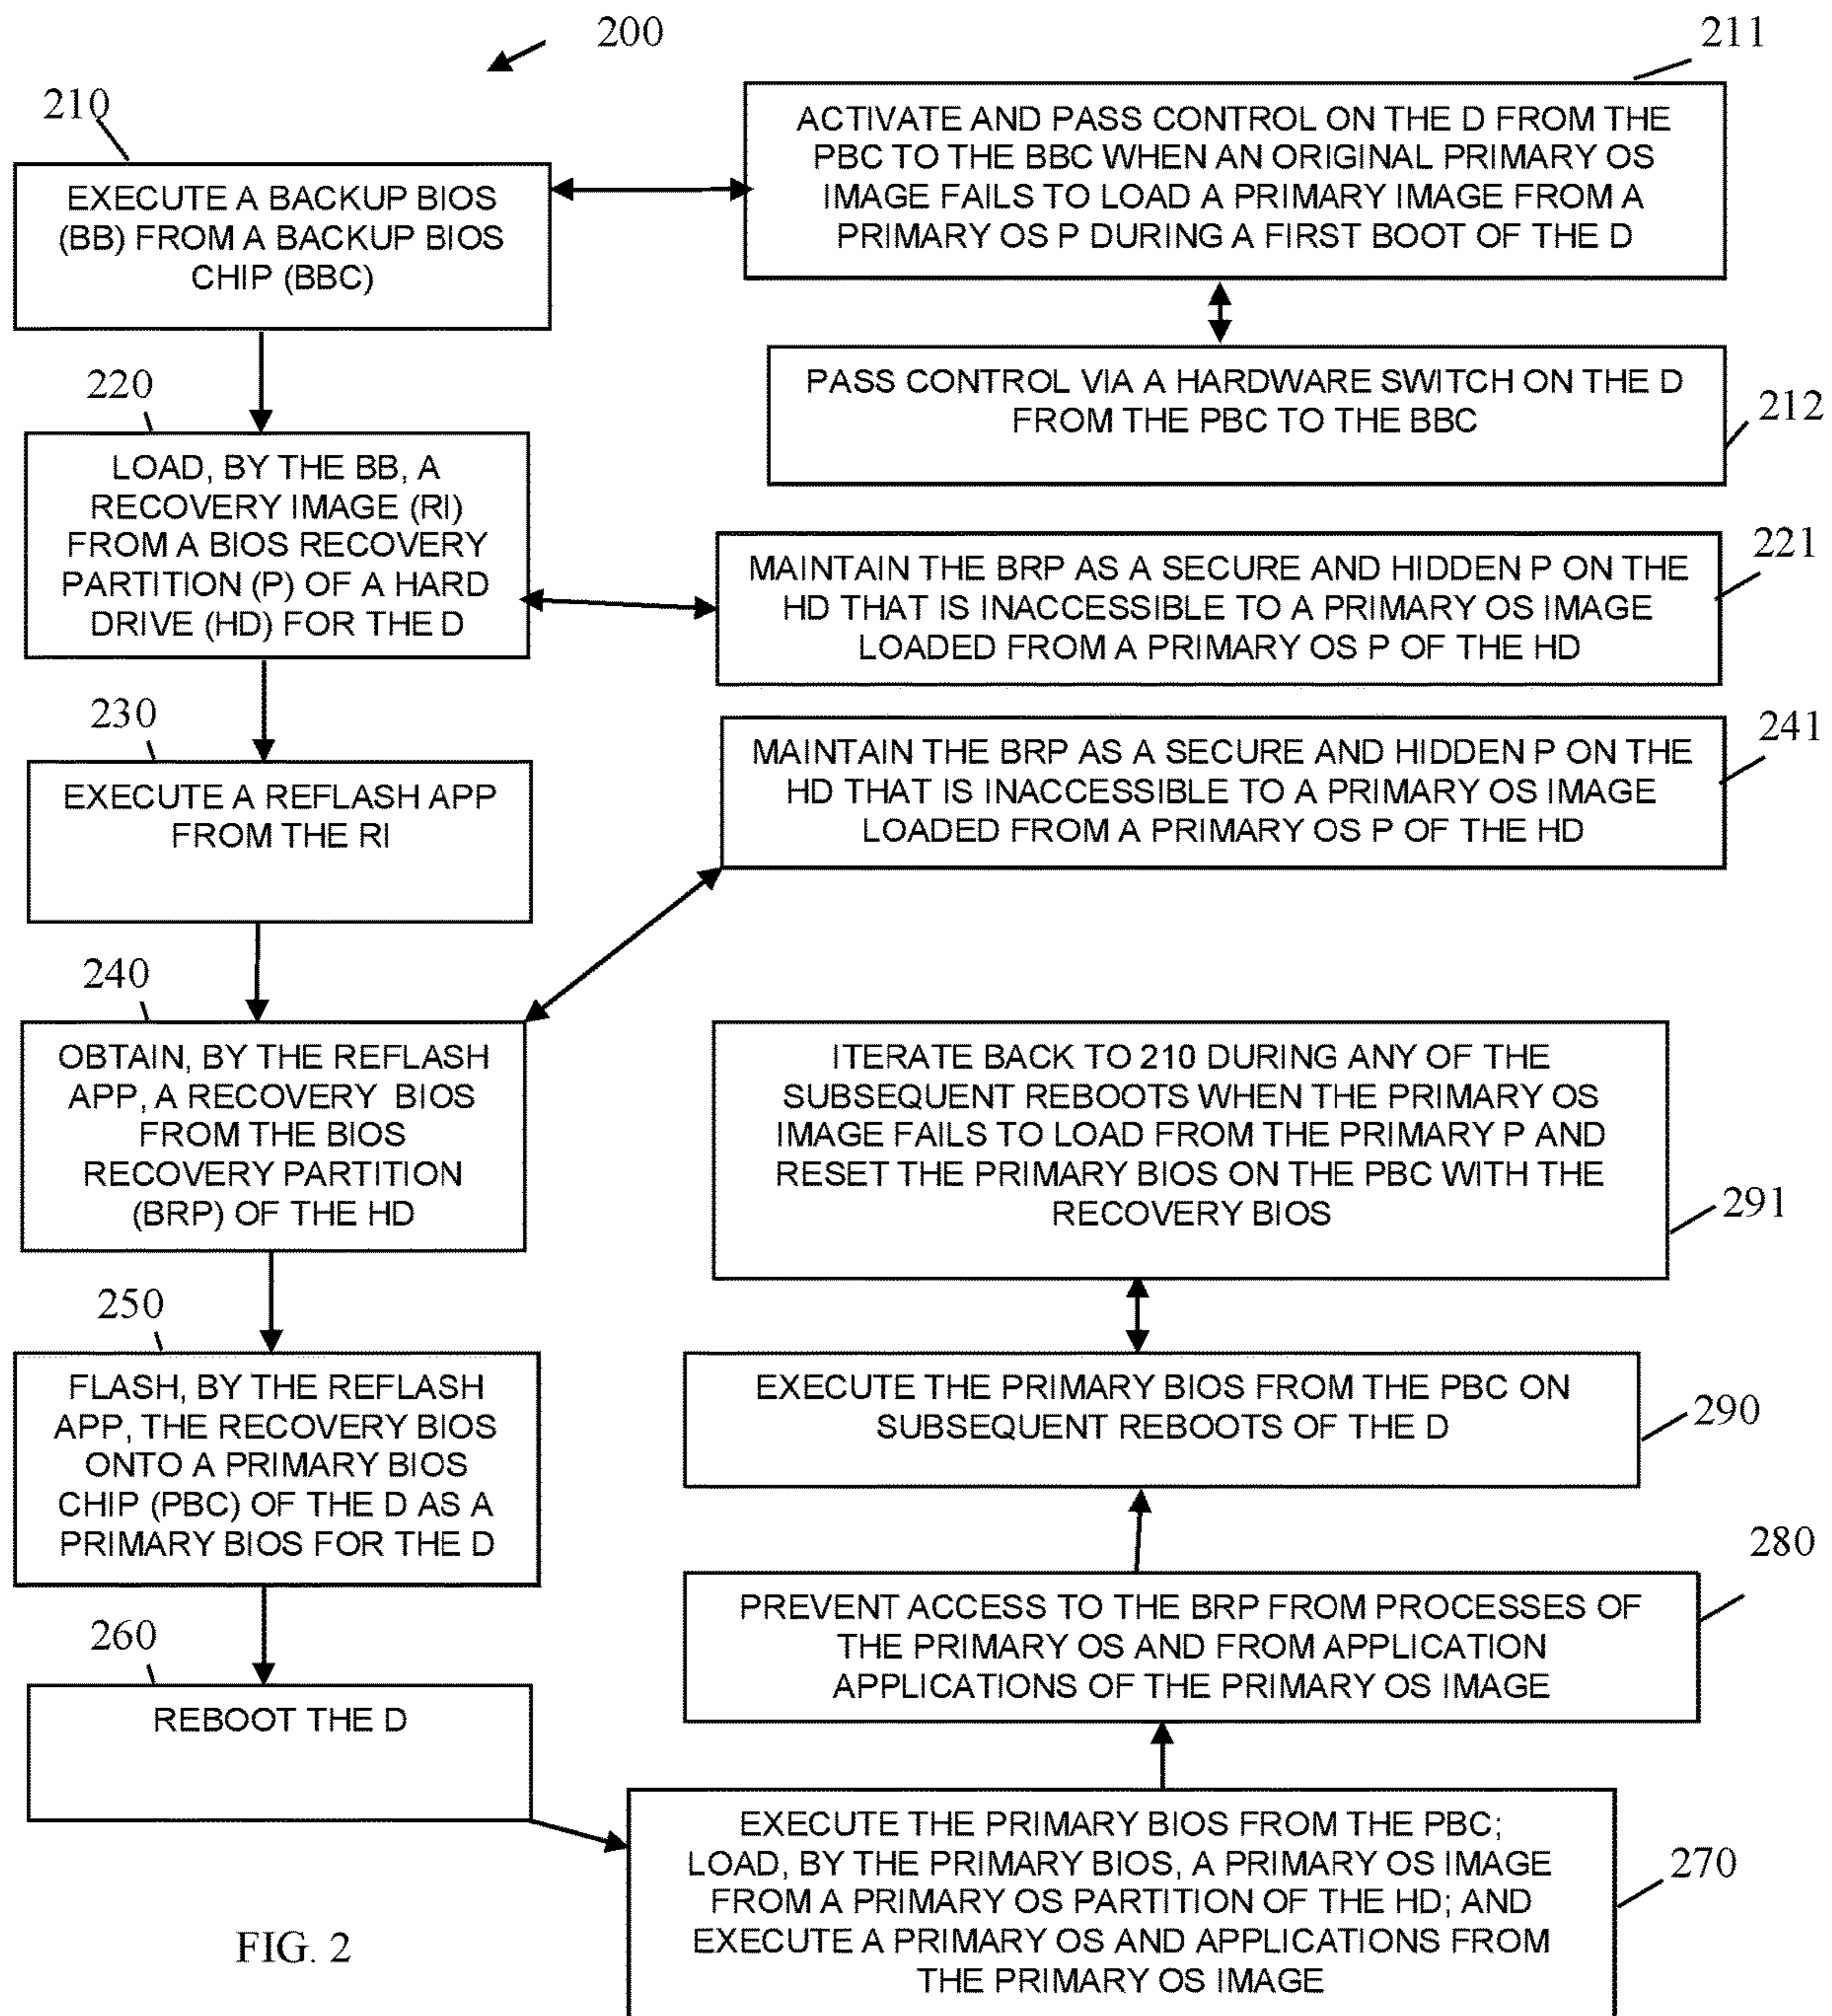 200
210
EXECUTE A BACKUP BIOS
(BB) FROM A BACKUP BIOS
CHIP (BBC)
211
ACTIVATE AND PASS CONTROL ON THE D FROM THE
PBC TO THE BBC WHEN AN ORIGINAL PRIMARY OS
IMAGE FAILS TO LOAD A PRIMARY IMAGE FROM A
PRIMARY OS P DURING A FIRST BOOT OF THE D
PASS CONTROL VIA A HARDWARE SWITCH ON THE D
FROM THE PBC TO THE BBC
212
220
LOAD, BY THE BB, A
RECOVERY IMAGE (RI)
FROM A BIOS RECOVERY
PARTITION (P) OF A HARD
DRIVE (HD) FOR THE D
221
MAINTAIN THE BRP AS A SECURE AND HIDDEN P ON THE
HD THAT IS INACCESSIBLE TO A PRIMARY OS IMAGE
LOADED FROM A PRIMARY OS P OF THE HD
230
EXECUTE A REFLASH APP
FROM THE RI
241
MAINTAIN THE BRP AS A SECURE AND HIDDEN P ON THE
HD THAT IS INACCESSIBLE TO A PRIMARY OS IMAGE
LOADED FROM A PRIMARY OS P OF THE HD
240
OBTAIN, BY THE REFLASH
APP, A RECOVERY BIOS
FROM THE BIOS
RECOVERY PARTITION
(BRP) OF THE HD
250
FLASH, BY THE REFLASH
APP, THE RECOVERY BIOS
ONTO A PRIMARY BIOS
CHIP (PBC) OF THE D AS A
PRIMARY BIOS FOR THE D
260
REBOOT THE D
ITERATE BACK TO 210 DURING ANY OF THE
SUBSEQUENT REBOOTS WHEN THE PRIMARY OS
IMAGE FAILS TO LOAD FROM THE PRIMARY P AND
RESET THE PRIMARY BIOS ON THE PBC WITH THE
RECOVERY BIOS
291
EXECUTE THE PRIMARY BIOS FROM THE PBC ON
SUBSEQUENT REBOOTS OF THE D
290
280
PREVENT ACCESS TO THE BRP FROM PROCESSES OF
THE PRIMARY OS AND FROM APPLICATION
APPLICATIONS OF THE PRIMARY OS IMAGE
EXECUTE THE PRIMARY BIOS FROM THE PBC;
LOAD, BY THE PRIMARY BIOS, A PRIMARY OS IMAGE
FROM A PRIMARY OS PARTITION OF THE HD; AND
EXECUTE A PRIMARY OS AND APPLICATIONS FROM
THE PRIMARY OS IMAGE
270
FIG. 2